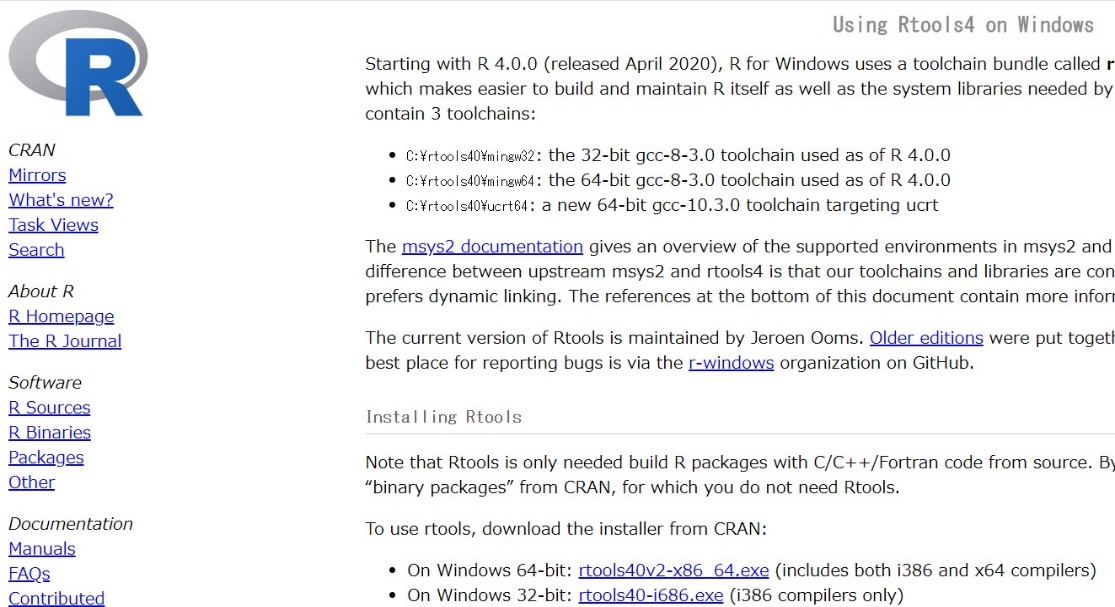 R
CRAN
Mirrors
What's new?
Task Views
Search
About R
R Homepage
The R Journal
Software
R Sources
R Binaries
Packages
Other
Documentation
Manuals
FAQs
Contributed
Using Rtools4 on Windows
Starting with R 4.0.0 (released April 2020), R for Windows uses a toolchain bundle called
which makes easier to build and maintain R itself as well as the system libraries needed by
contain 3 toolchains:
• C:¥rtools40¥mingw32: the 32-bit gcc-8-3.0 toolchain used as of R 4.0.0
• C:¥rtools40¥mingw64: the 64-bit gcc-8-3.0 toolchain used as of R 4.0.0
• C:¥rtools40¥ucrt64: a new 64-bit gcc-10.3.0 toolchain targeting ucrt
The msys2 documentation gives an overview of the supported environments in msys2 and
difference between upstream msys2 and rtools4 is that our toolchains and libraries are
prefers dynamic linking. The references at the bottom of this document contain more
The current version of Rtools is maintained by Jeroen Ooms. Older editions were put
best place for reporting bugs is via the r-windows organization on GitHub.
Installing Rtools
Note that Rtools is only needed build R packages with C/C++/Fortran code from source.
“binary packages” from CRAN, for which you do not need Rtools.
To use rtools, download the installer from CRAN:
• On Windows 64-bit: rtools40v2-x86_64.exe (includes both i386 and x64 compilers)
• On Windows 32-bit: rtools40-i686.exe (i386 compilers only)